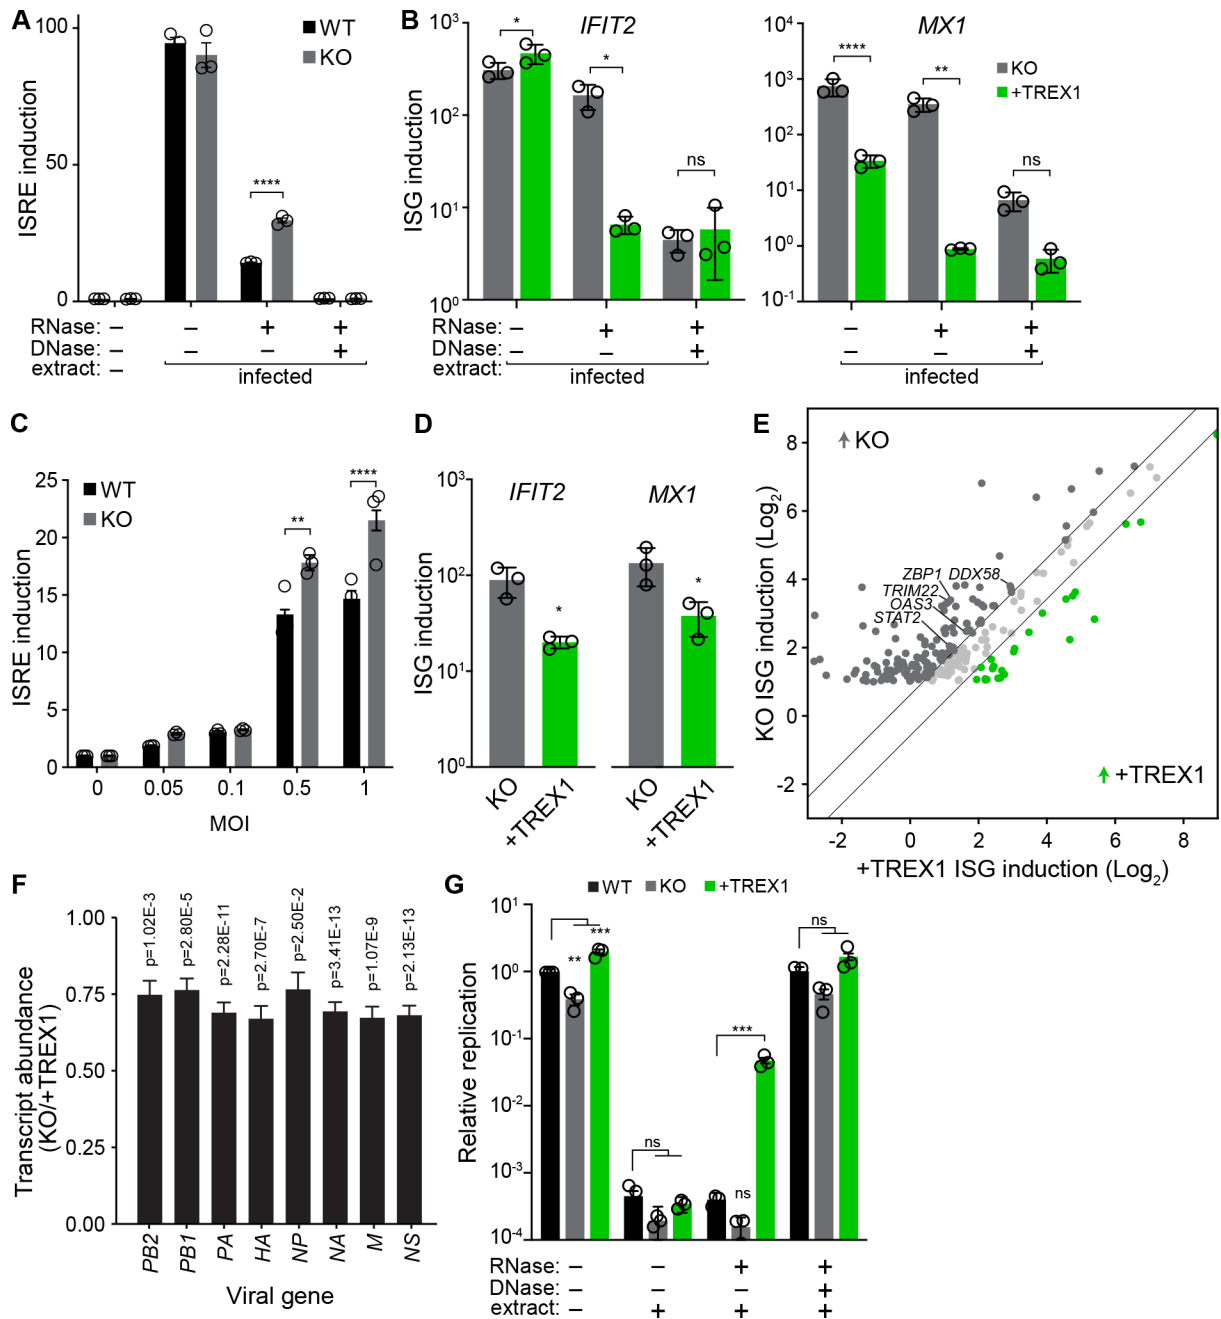 A
100
50
0
ISRE induction
WT
KO
****
RNase: – – + +
DNase: – – – +
extract: – infected
B
IFIT2
MX1
10³
10²
10¹
10⁰
ISG induction
*
*
ns
10⁴
10³
10²
10¹
10⁰
10⁻¹
****
**
ns
KO
+TREX1
RNase: – + + – + +
DNase: – – + – – +
extract: infected infected
C
25
20
15
10
5
0
ISRE induction
WT
KO
**
****
0 0.05 0.1 0.5 1
MOI
D
IFIT2 MX1
10³
10²
10¹
10⁰
ISG induction
*
*
KO +TREX1 KO +TREX1
E
KO
8
6
4
2
0
-2
KO ISG induction (Log₂)
ZBP1 DDX58
TRIM22
OAS3
STAT2
+TREX1
-2 0 2 4 6 8
+TREX1 ISG induction (Log₂)
F
1.00
0.75
0.50
0.25
0.00
Transcript abundance
(KO/+TREX1)
p=1.02E-3
p=2.80E-5
p=2.28E-11
p=2.70E-7
p=2.50E-2
p=3.41E-13
p=1.07E-9
p=2.13E-13
PB2 PB1 PA HA NP NA M NS
Viral gene
G
WT KO +TREX1
10¹
10⁰
10⁻¹
10⁻²
10⁻³
10⁻⁴
Relative replication
**
***
ns
ns
***
ns
RNase: – – + +
DNase: – – – +
extract: – + + +